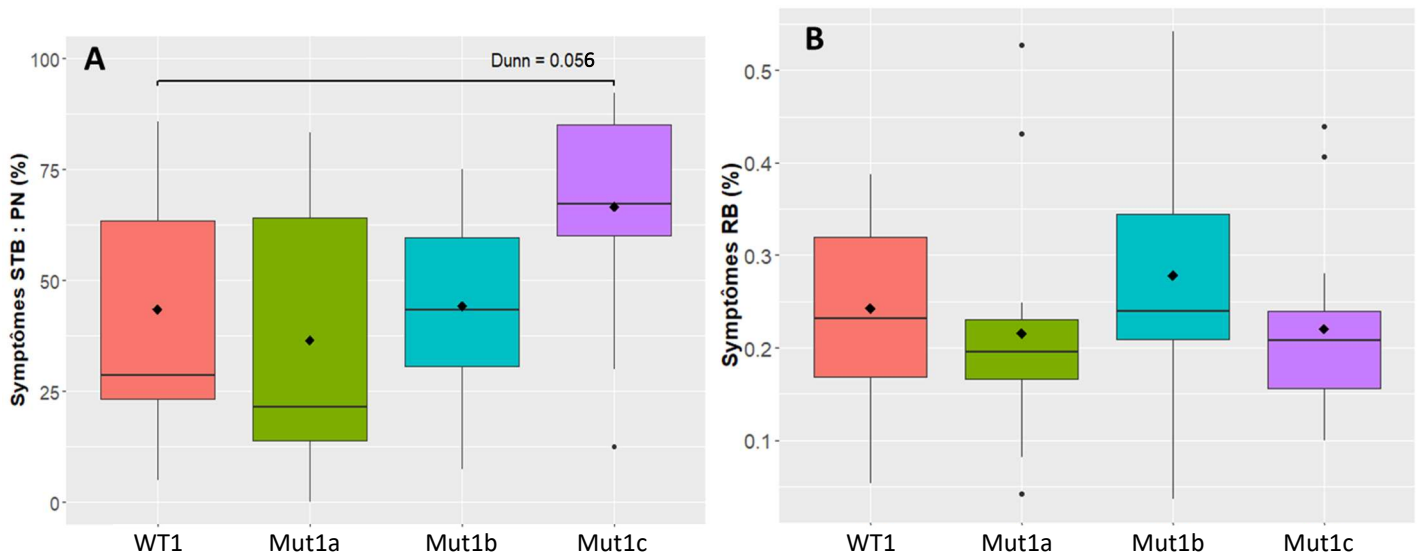 A
Dunn = 0.056
Symptômes STB : PN (%)
100
75
50
25
0
WT1 Mut1a Mut1b Mut1c
B
Symptômes RB (%)
0.5
0.4
0.3
0.2
0.1
WT1 Mut1a Mut1b Mut1c